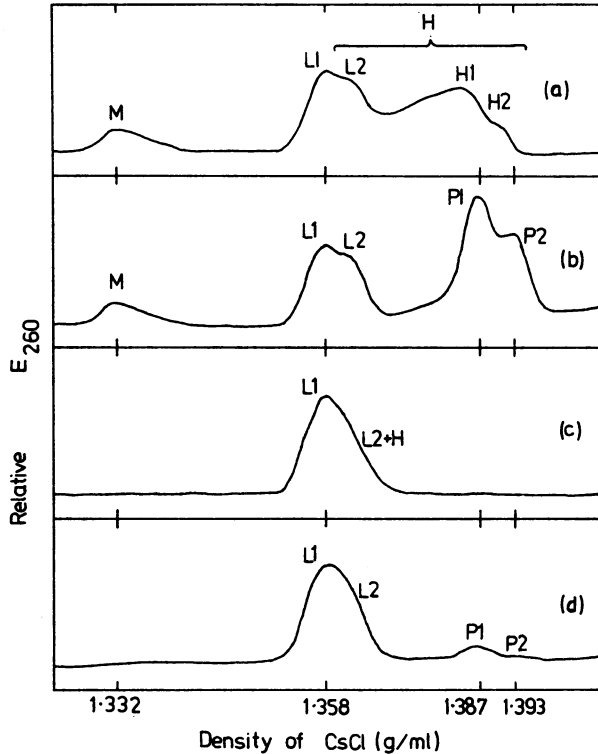 H
L1 L2 H1 H2
M (a)
P1 P2
L1 L2
M (b)
L1
L2+H (c)
L1
L2 P1 P2 (d)
Relative E260
1·332 1·358 1·387 1·393
Density of CsCl (g/ml)